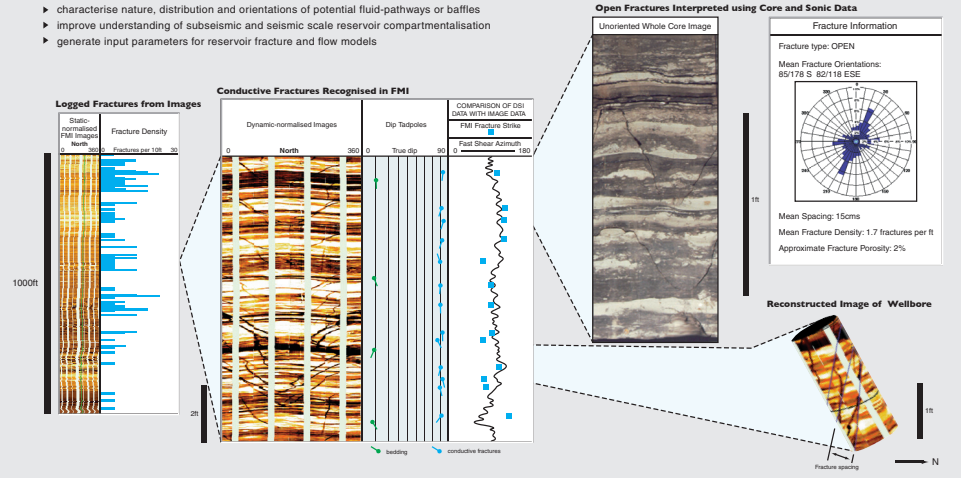 characterise nature, distribution and orientations of potential fluid-pathways or baffles
improve understanding of subseismic and seismic scale reservoir compartmentalisation
generate input parameters for reservoir fracture and flow models
Logged Fractures from Images
Static-
normalised
FMI Images
North
0 360
Fracture Density
0 Fractures per 10ft 30
1000ft
Conductive Fractures Recognised in FMI
Dynamic-normalised Images
0 North 360
Dip Tadpoles
0 True dip 90
COMPARISON OF DSI
DATA WITH IMAGE DATA
FMI Fracture Strike
Fast Shear Azimuth
0 180
2ft
bedding
conductive fractures
Open Fractures Interpreted using Core and Sonic Data
Unoriented Whole Core Image
1ft
Fracture Information
Fracture type: OPEN
Mean Fracture Orientations:
85/178 S 82/118 ESE
Mean Spacing: 15cms
Mean Fracture Density: 1.7 fractures per ft
Approximate Fracture Porosity: 2%
Reconstructed Image of Wellbore
1ft
Fracture spacing
N